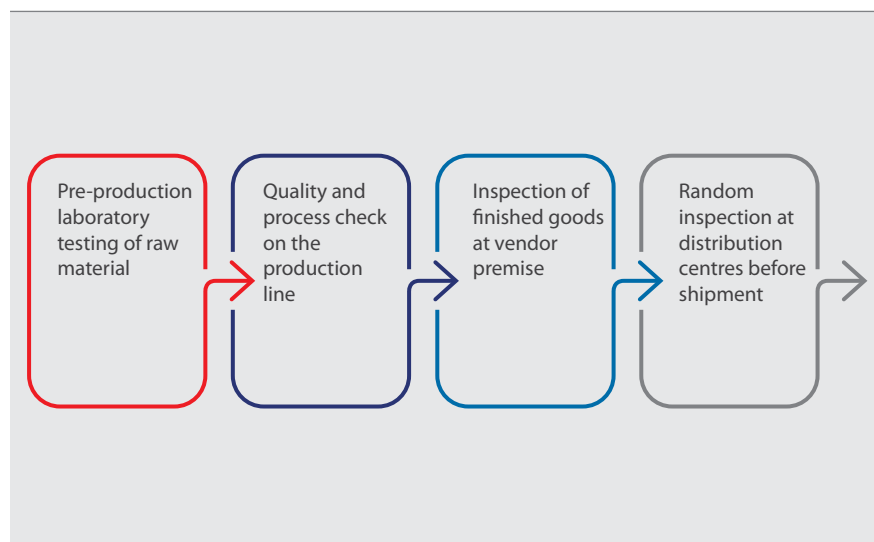 Pre-production
laboratory
testing of raw
material
Quality and
process check
on the
production
line
Inspection of
finished goods
at vendor
premise
Random
inspection at
distribution
centres before
shipment